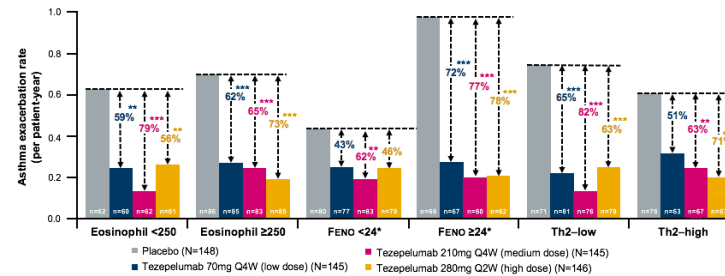 Asthma exacerbation rate
(per patient-year)
1.0
0.8
0.6
0.4
0.2
0.0
59% ** 79% *** 56% **
62% *** 65% *** 73% ***
43% 62% ** 46%
72% *** 77% *** 78% ***
65% *** 82% *** 63% ***
51% 63% ** 71%
n=62 n=60 n=62 n=61
n=86 n=85 n=83 n=85
n=80 n=77 n=83 n=79
n=66 n=67 n=60 n=62
n=71 n=81 n=76 n=78
n=76 n=63 n=67
Eosinophil <250 Eosinophil ≥250 FENO <24* FENO ≥24* Th2–low Th2–high
Placebo (N=148) Tezepelumab 210mg Q4W (medium dose) (N=145)
Tezepelumab 70mg Q4W (low dose) (N=145) Tezepelumab 280mg Q2W (high dose) (N=146)